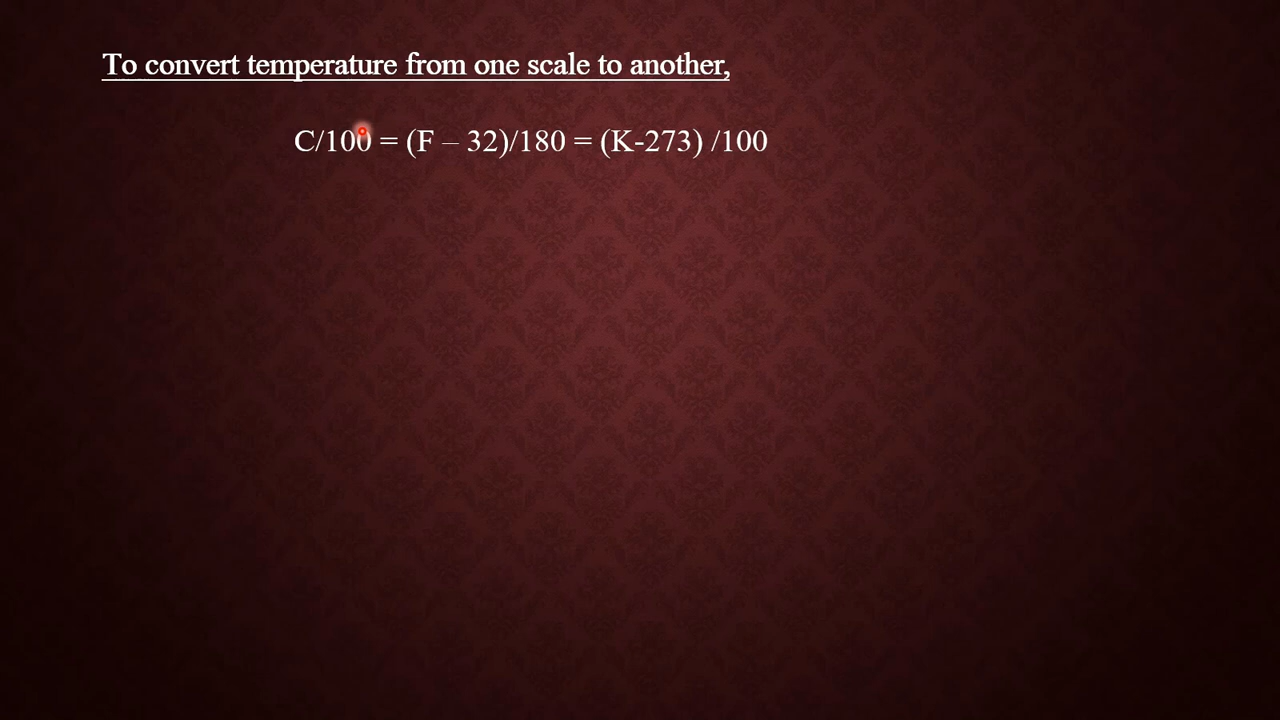 To convert temperature from one scale to another,
C/100 = (F – 32)/180 = (K-273) /100